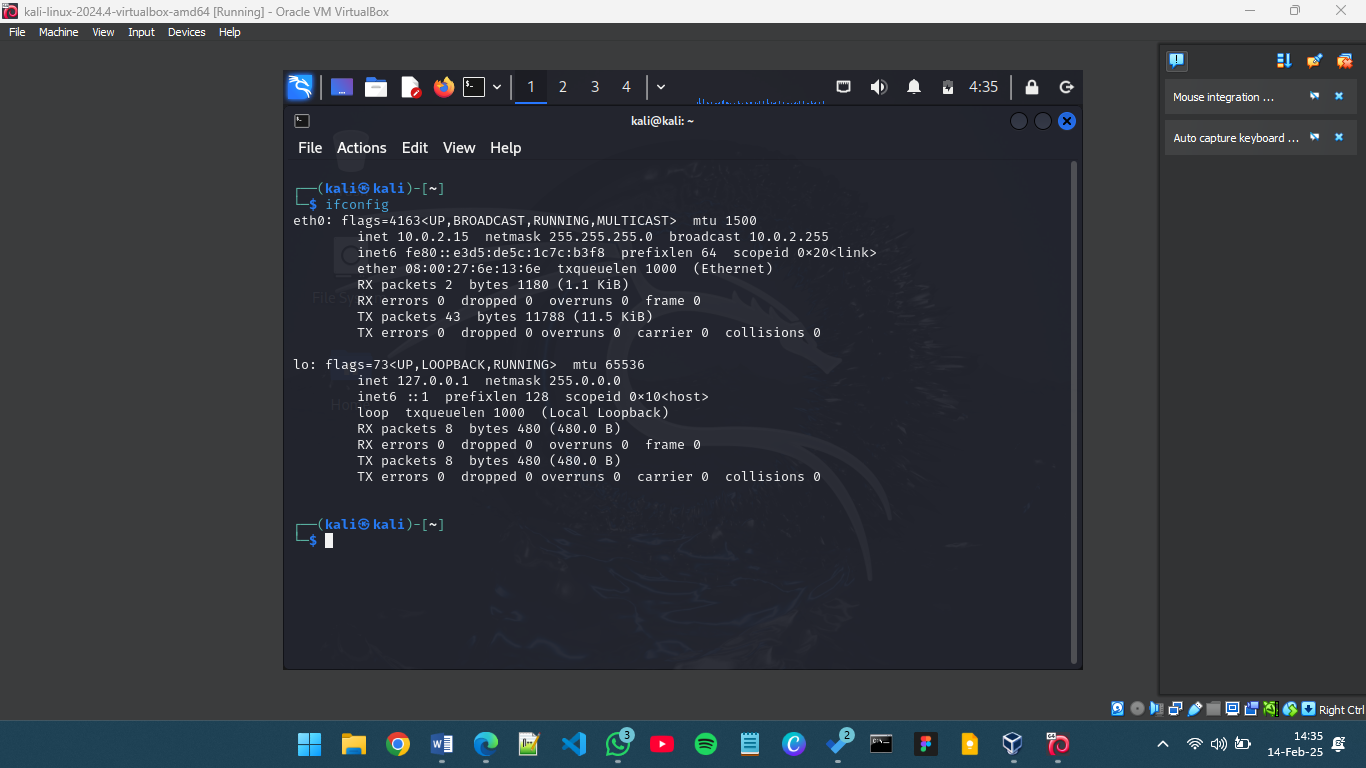 kali-linux-2024.4-virtualbox-amd64 [Running] - Oracle VM VirtualBox
File Machine View Input Devices Help
Mouse integration ...
Auto capture keyboard ...
1 2 3 4
4:35
kali@kali: ~
File Actions Edit View Help
┌──(kali㉿kali)-[~]
└─$ ifconfig
eth0: flags=4163<UP,BROADCAST,RUNNING,MULTICAST>  mtu 1500
        inet 10.0.2.15  netmask 255.255.255.0  broadcast 10.0.2.255
        inet6 fe80::e3d5:de5c:1c7c:b3f8  prefixlen 64  scopeid 0×20<link>
        ether 08:00:27:6e:13:6e  txqueuelen 1000  (Ethernet)
        RX packets 2  bytes 1180 (1.1 KiB)
        RX errors 0  dropped 0  overruns 0  frame 0
        TX packets 43  bytes 11788 (11.5 KiB)
        TX errors 0  dropped 0 overruns 0  carrier 0  collisions 0
lo: flags=73<UP,LOOPBACK,RUNNING>  mtu 65536
        inet 127.0.0.1  netmask 255.0.0.0
        inet6 ::1  prefixlen 128  scopeid 0×10<host>
        loop  txqueuelen 1000  (Local Loopback)
        RX packets 8  bytes 480 (480.0 B)
        RX errors 0  dropped 0  overruns 0  frame 0
        TX packets 8  bytes 480 (480.0 B)
        TX errors 0  dropped 0 overruns 0  carrier 0  collisions 0
┌──(kali㉿kali)-[~]
└─$
Right Ctrl
3
2
14:35
14-Feb-25